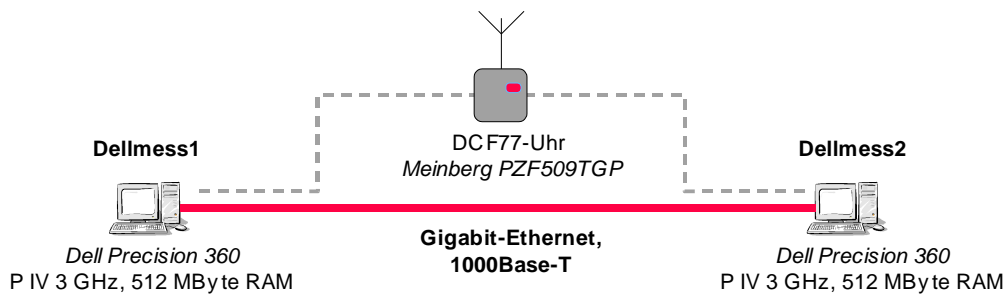 DCF77-Uhr
Meinberg PZF509TGP
Dellmess1
Dellmess2
Gigabit-Ethernet,
1000Base-T
Dell Precision 360
P IV 3 GHz, 512 MByte RAM
Dell Precision 360
P IV 3 GHz, 512 MByte RAM